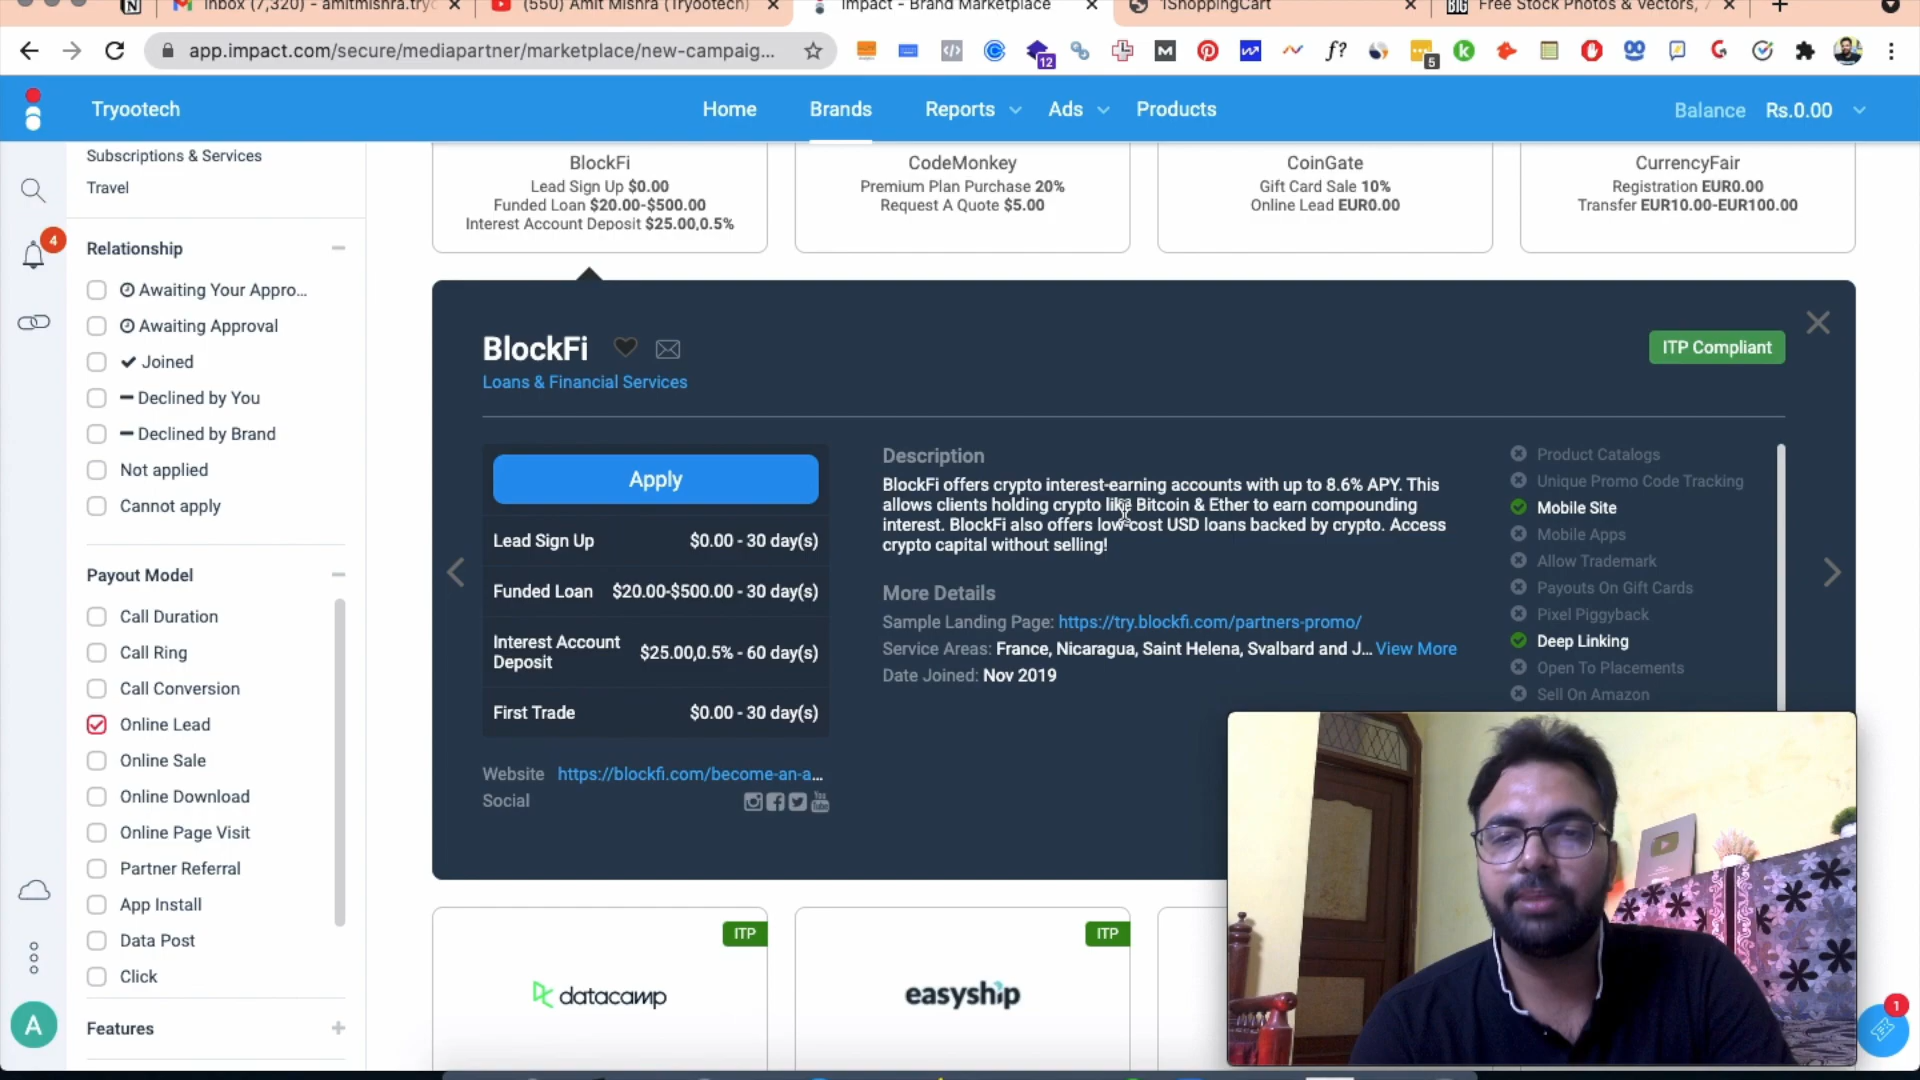 Inbox (7,320) - amitmishra.tryc
(550) Amit Mishra (Tryootech)
Impact - Brand Marketplace
1ShoppingCart
BIG
Free Stock Photos & Vectors,
app.impact.com/secure/mediapartner/marketplace/new-campaig...
12
5
Tryootech
Home
Brands
Reports
Ads
Products
Balance Rs.0.00
Subscriptions & Services
Travel
4
Relationship
Awaiting Your Appro...
Awaiting Approval
Joined
Declined by You
Declined by Brand
Not applied
Cannot apply
Payout Model
Call Duration
Call Ring
Call Conversion
Online Lead
Online Sale
Online Download
Online Page Visit
Partner Referral
App Install
Data Post
Click
Features
A
BlockFi
Lead Sign Up $0.00
Funded Loan $20.00-$500.00
Interest Account Deposit $25.00,0.5%
CodeMonkey
Premium Plan Purchase 20%
Request A Quote $5.00
CoinGate
Gift Card Sale 10%
Online Lead EUR0.00
CurrencyFair
Registration EUR0.00
Transfer EUR10.00-EUR100.00
BlockFi
ITP Compliant
Loans & Financial Services
Apply
Lead Sign Up $0.00 - 30 day(s)
Funded Loan $20.00-$500.00 - 30 day(s)
Interest Account
Deposit
$25.00,0.5% - 60 day(s)
First Trade $0.00 - 30 day(s)
Website https://blockfi.com/become-an-a...
Social
Description
BlockFi offers crypto interest-earning accounts with up to 8.6% APY. This
allows clients holding crypto like Bitcoin & Ether to earn compounding
interest. BlockFi also offers low-cost USD loans backed by crypto. Access
crypto capital without selling!
More Details
Sample Landing Page: https://try.blockfi.com/partners-promo/
Service Areas: France, Nicaragua, Saint Helena, Svalbard and J... View More
Date Joined: Nov 2019
Product Catalogs
Unique Promo Code Tracking
Mobile Site
Mobile Apps
Allow Trademark
Payouts On Gift Cards
Pixel Piggyback
Deep Linking
Open To Placements
Sell On Amazon
ITP
datacamp
ITP
easyship
1